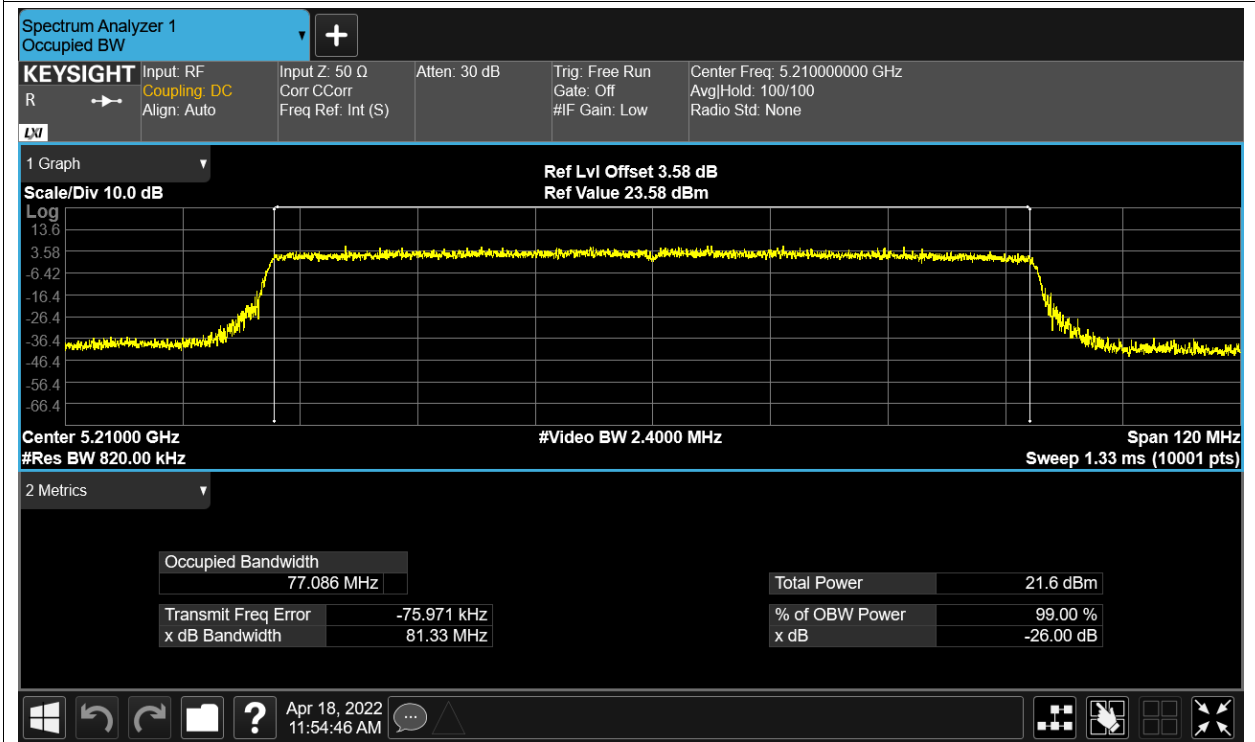 Spectrum Analyzer 1
Occupied BW
KEYSIGHT
R
LXI
Input: RF
Coupling: DC
Align: Auto
Input Z: 50 Ω
Corr CCorr
Freq Ref: Int (S)
Atten: 30 dB
Trig: Free Run
Gate: Off
#IF Gain: Low
Center Freq: 5.210000000 GHz
Avg|Hold: 100/100
Radio Std: None
1 Graph
Scale/Div 10.0 dB
Ref Lvl Offset 3.58 dB
Ref Value 23.58 dBm
Log
13.6
3.58
-6.42
-16.4
-26.4
-36.4
-46.4
-56.4
-66.4
Center 5.21000 GHz
#Video BW 2.4000 MHz
Span 120 MHz
#Res BW 820.00 kHz
Sweep 1.33 ms (10001 pts)
2 Metrics
Occupied Bandwidth
77.086 MHz
Total Power 21.6 dBm
Transmit Freq Error -75.971 kHz
% of OBW Power 99.00 %
x dB Bandwidth 81.33 MHz
x dB -26.00 dB
?
Apr 18, 2022
11:54:46 AM